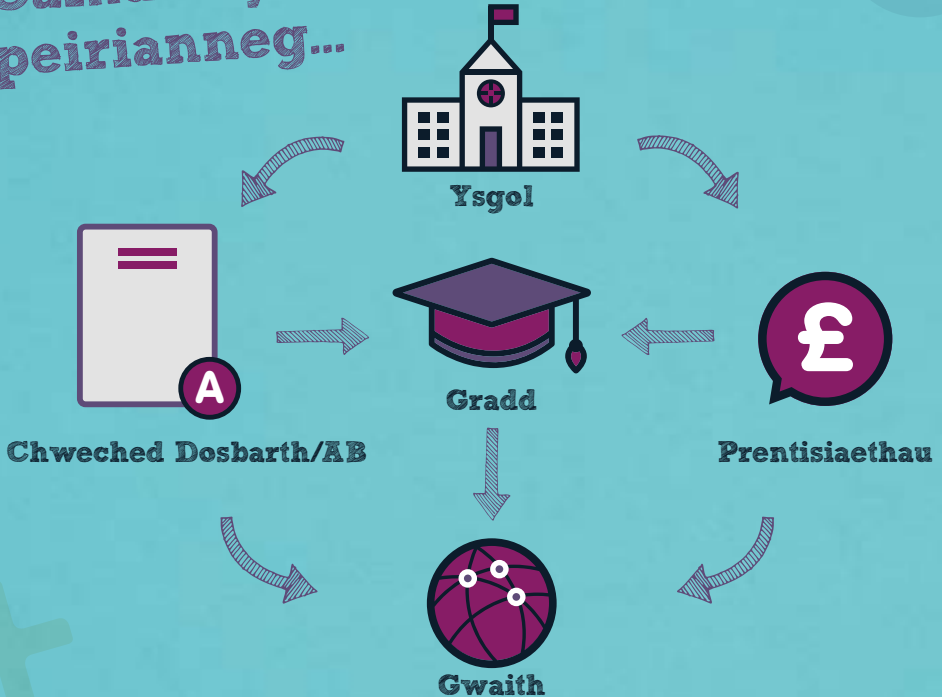 peirianneg...
Ysgol
A
£
Gradd
Chweched Dosbarth/AB
Prentisiaethau
Gwaith